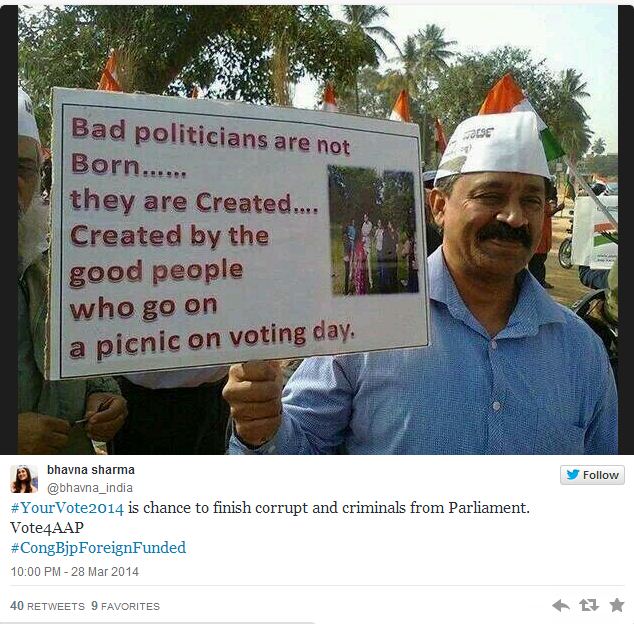 Bad politicians are not
Born......
they are Created....
Created by the
good people
who go on
a picnic on voting day.
bhavna sharma
@bhavna_india
Follow
#YourVote2014 is chance to finish corrupt and criminals from Parliament.
Vote4AAP
#CongBjpForeignFunded
10:00 PM - 28 Mar 2014
40 RETWEETS 9 FAVORITES